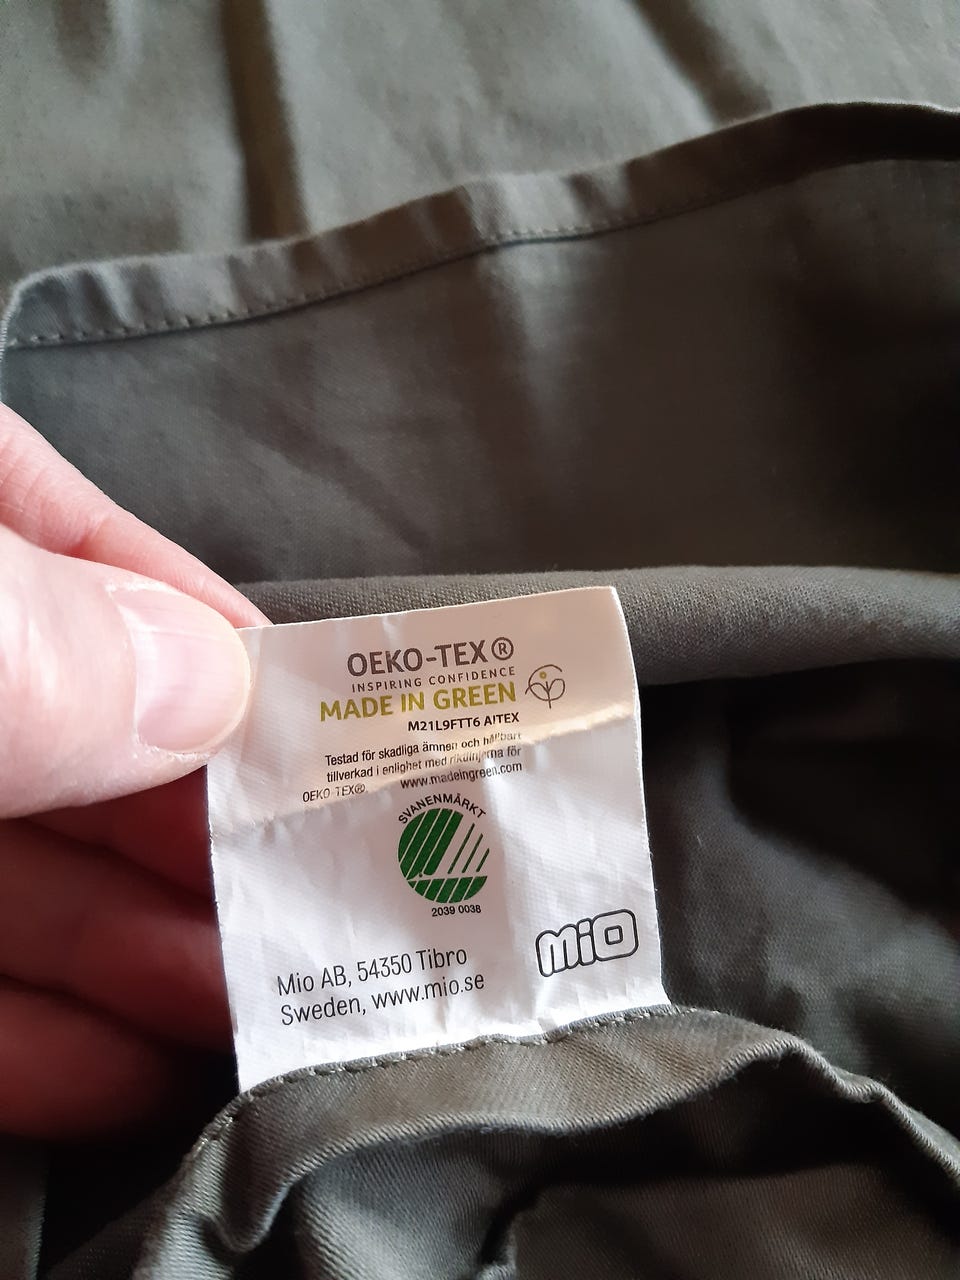 OEKO-TEX®
INSPIRING CONFIDENCE
MADE IN GREEN
M21L9FTT6 AITEX
Testad för skadliga ämnen och hållbart
tillverkad i enlighet med riktlinjerna för
OEKO-TEX®. www.madeingreen.com
SVANENMÄRKT
2039 0038
Mio AB, 54350 Tibro
Sweden, www.mio.se
MiO